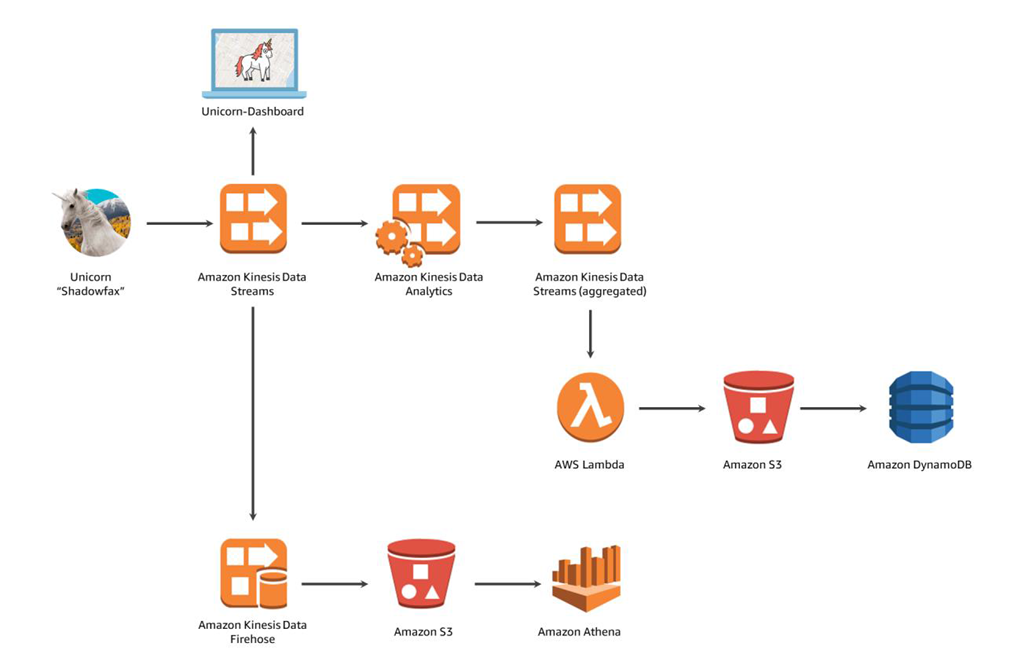 Unicorn-Dashboard
Unicorn
“Shadowfax”
Amazon Kinesis Data
Streams
Amazon Kinesis Data
Analytics
Amazon Kinesis Data
Streams (aggregated)
AWS Lambda
Amazon S3
Amazon DynamoDB
Amazon Kinesis Data
Firehose
Amazon S3
Amazon Athena